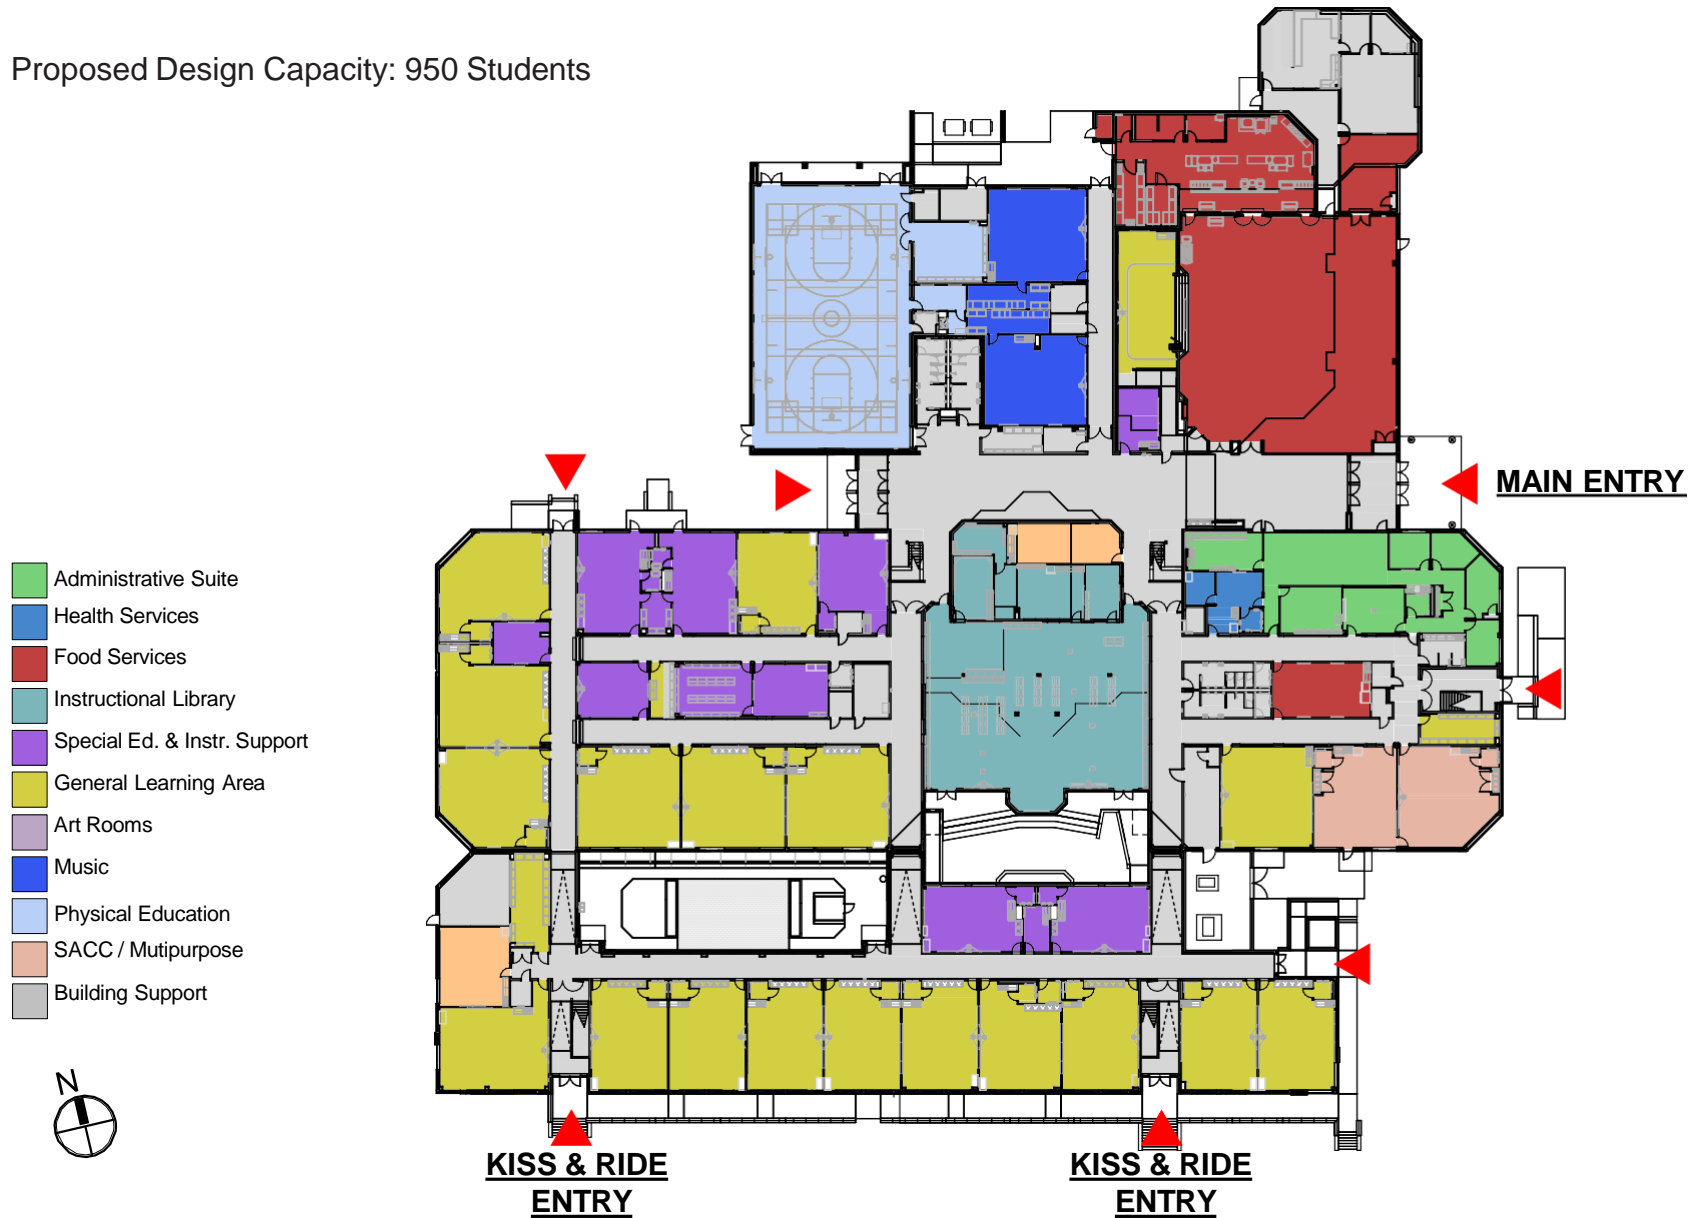 Proposed Design Capacity: 950 Students
MAIN ENTRY
Administrative Suite
Health Services
Food Services
Instructional Library
Special Ed. & Instr. Support
General Learning Area
Art Rooms
Music
Physical Education
SACC / Mutipurpose
Building Support
N
KISS & RIDE
ENTRY
KISS & RIDE
ENTRY